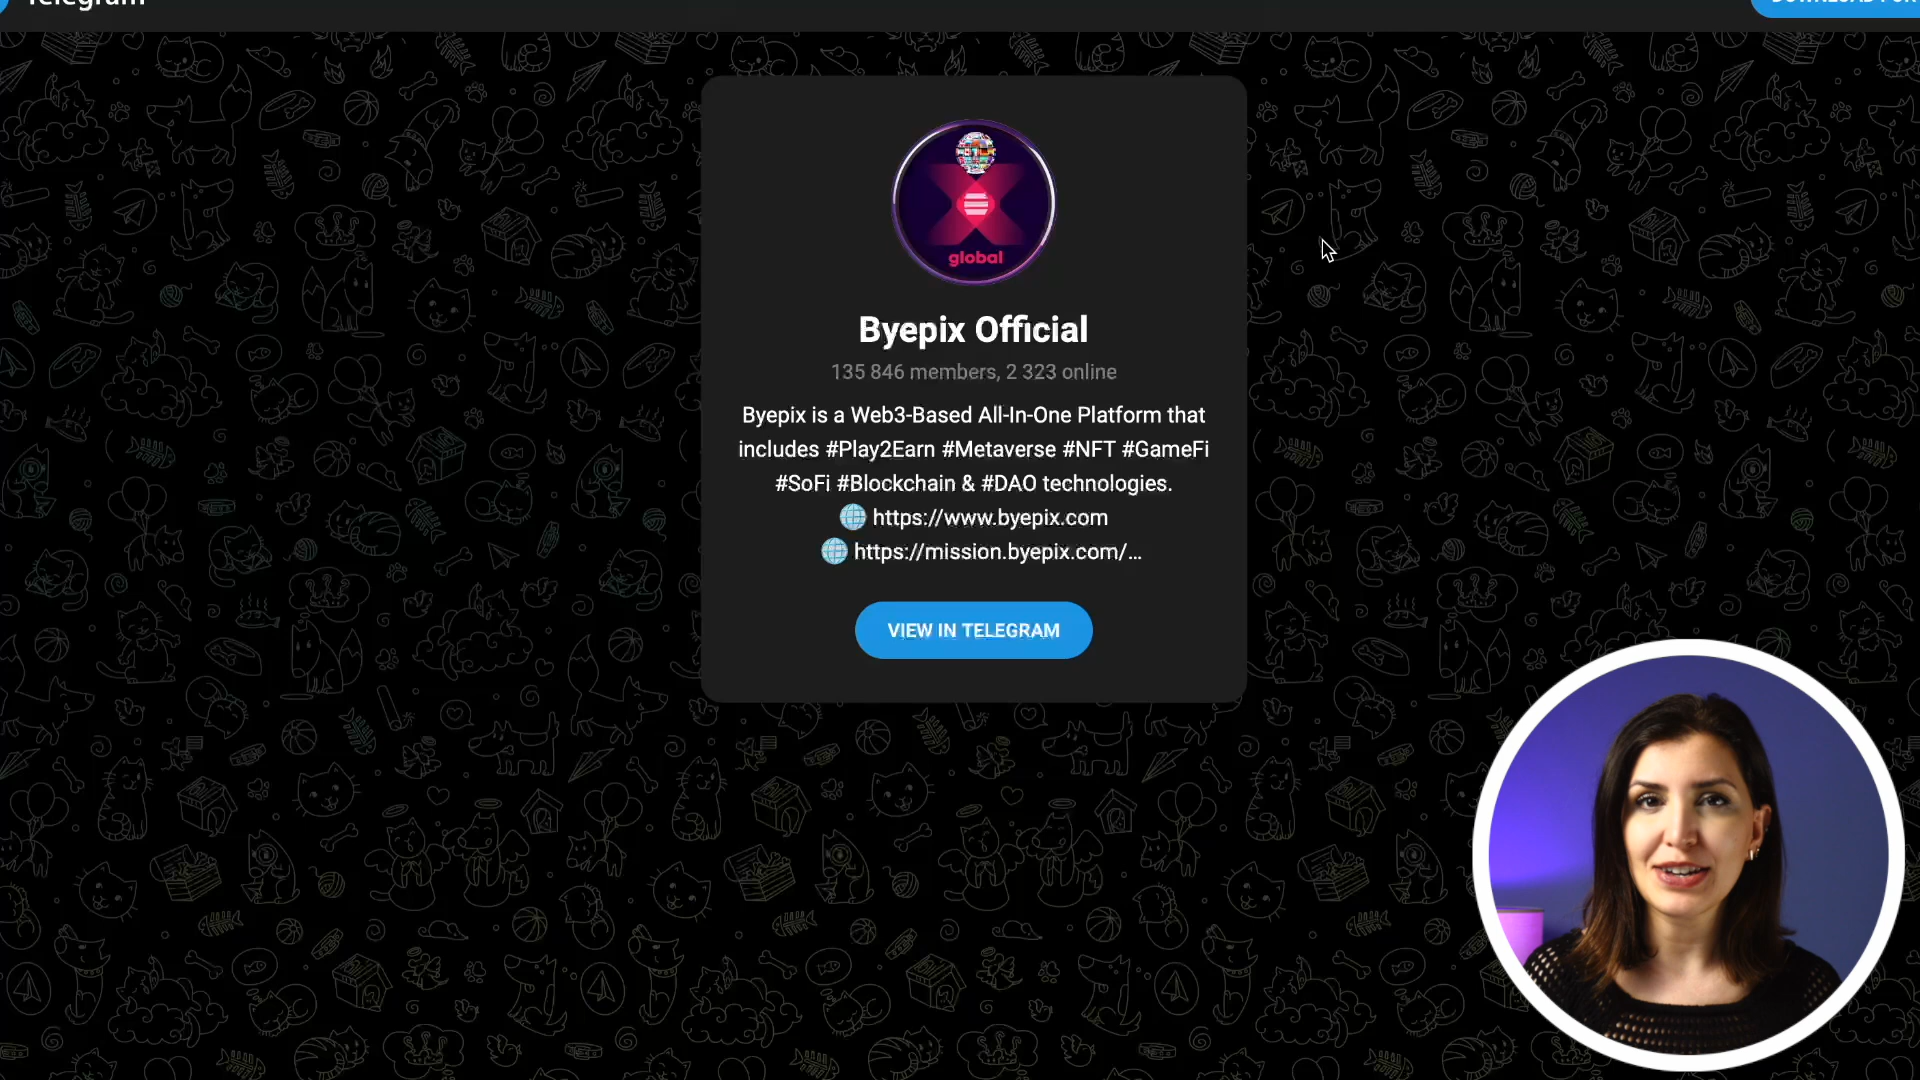 Telegram
global
Byepix Official
135 846 members, 2 323 online
Byepix is a Web3-Based All-In-One Platform that
includes #Play2Earn #Metaverse #NFT #GameFi
#SoFi #Blockchain & #DAO technologies.
https://www.byepix.com
https://mission.byepix.com/...
VIEW IN TELEGRAM